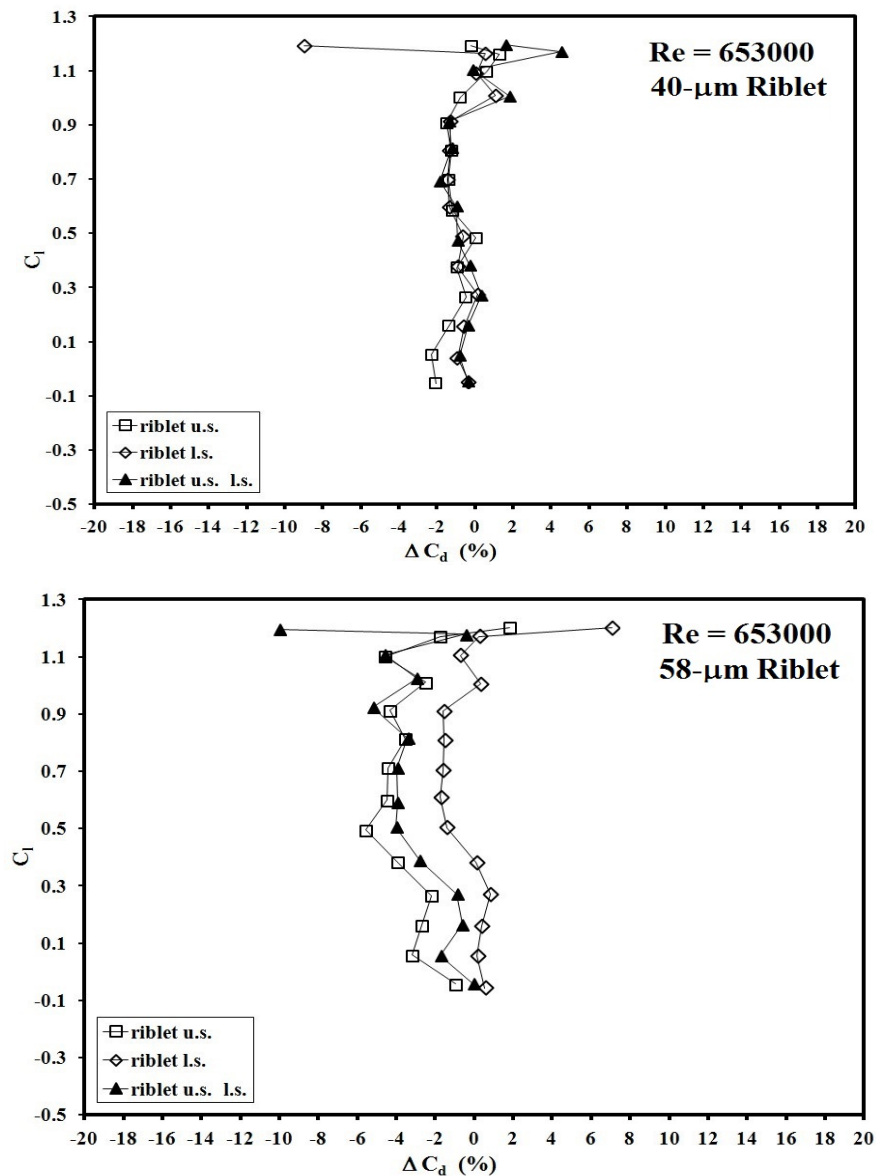 1.3
1.1
0.9
0.7
0.5
0.3
0.1
-0.1
-0.3
-0.5
C_l
Re = 653000
40-μm Riblet
riblet u.s.
riblet l.s.
riblet u.s. l.s.
-20 -18 -16 -14 -12 -10 -8 -6 -4 -2 0 2 4 6 8 10 12 14 16 18 20
Δ C_d (%)
1.3
1.1
0.9
0.7
0.5
0.3
0.1
-0.1
-0.3
-0.5
C_l
Re = 653000
58-μm Riblet
riblet u.s.
riblet l.s.
riblet u.s. l.s.
-20 -18 -16 -14 -12 -10 -8 -6 -4 -2 0 2 4 6 8 10 12 14 16 18 20
Δ C_d (%)